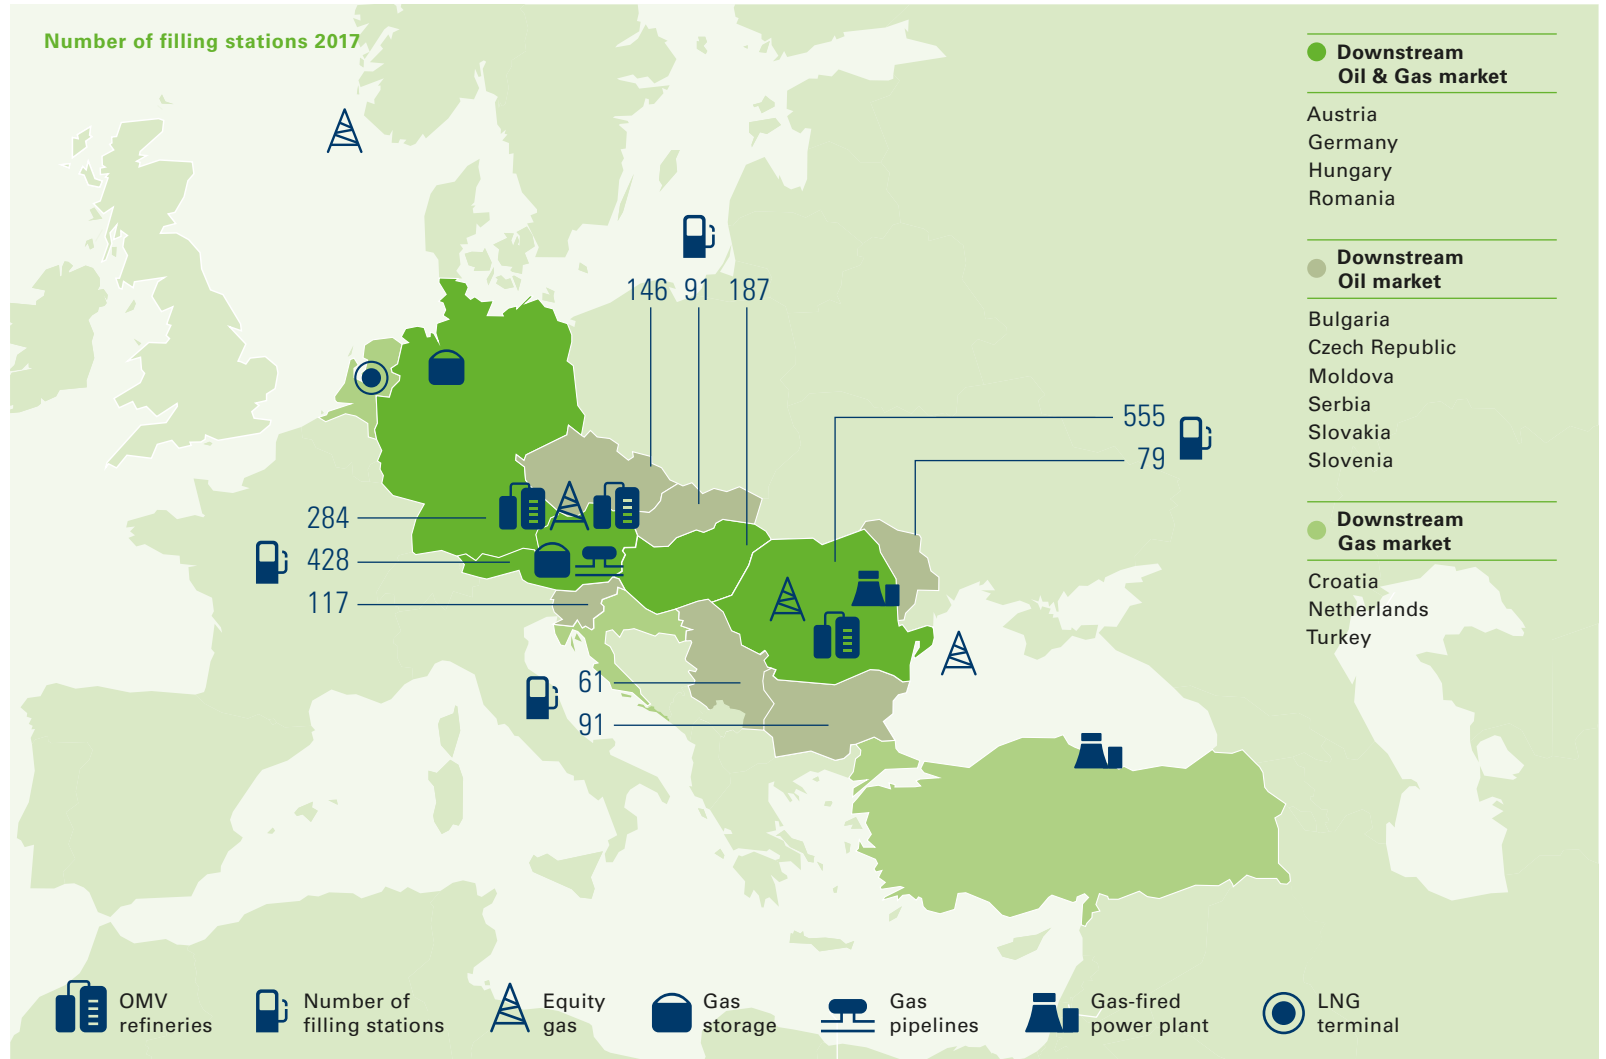 Number of filling stations 2017
146 91 187
555
79
284
428
117
61
91
Downstream
Oil & Gas market
Austria
Germany
Hungary
Romania
Downstream
Oil market
Bulgaria
Czech Republic
Moldova
Serbia
Slovakia
Slovenia
Downstream
Gas market
Croatia
Netherlands
Turkey
OMV
refineries
Number of
filling stations
Equity
gas
Gas
storage
Gas
pipelines
Gas-fired
power plant
LNG
terminal